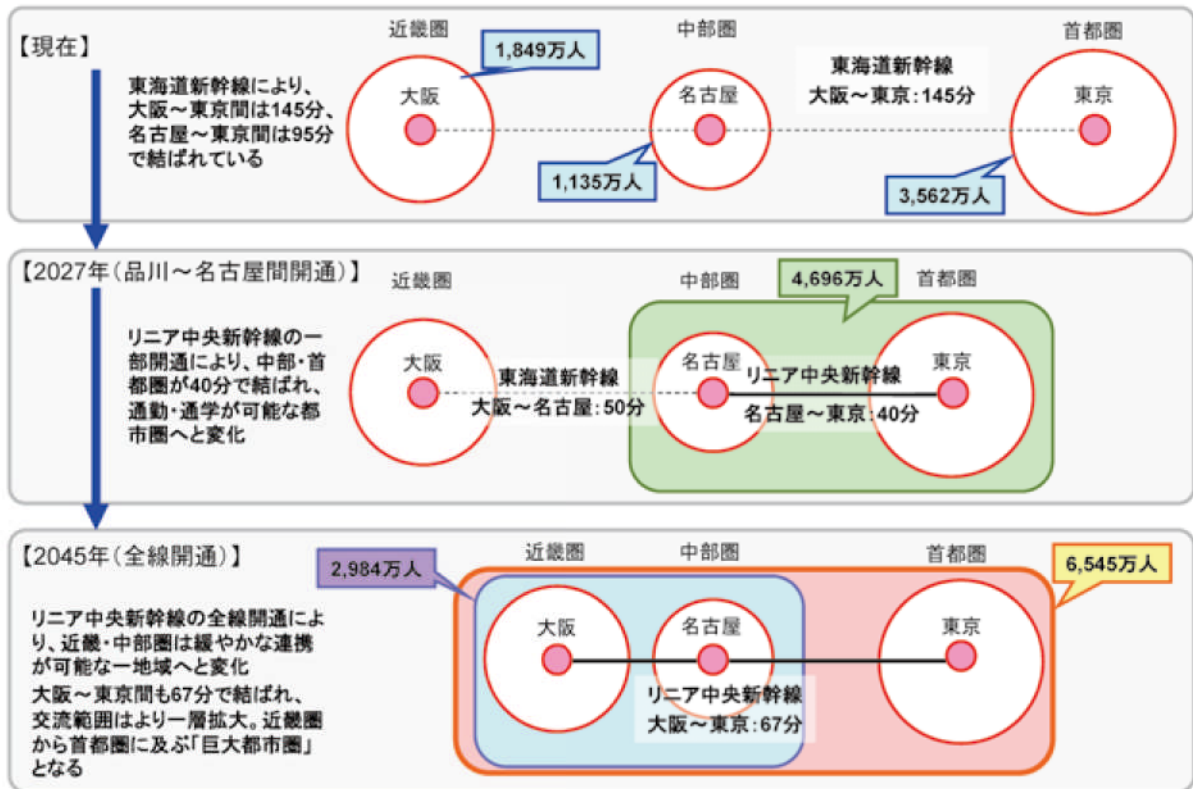 【現在】
東海道新幹線により、
大阪~東京間は145分、
名古屋~東京間は95分
で結ばれている
近畿圏
中部圏
首都圏
1,849万人
大阪
名古屋
東京
東海道新幹線
大阪~東京:145分
1,135万人
3,562万人
【2027年(品川~名古屋間開通)】
リニア中央新幹線の一
部開通により、中部・首
都圏が40分で結ばれ、
通勤・通学が可能な都
市圏へと変化
近畿圏
中部圏
4,696万人
首都圏
大阪
名古屋
東京
東海道新幹線
大阪~名古屋:50分
リニア中央新幹線
名古屋~東京:40分
【2045年(全線開通)】
リニア中央新幹線の全線開通によ
り、近畿・中部圏は緩やかな連携
が可能な一地域へと変化
大阪~東京間も67分で結ばれ、
交流範囲はより一層拡大。近畿圏
から首都圏に及ぶ「巨大都市圏」
となる
2,984万人
近畿圏
中部圏
首都圏
6,545万人
大阪
名古屋
東京
リニア中央新幹線
大阪~東京:67分